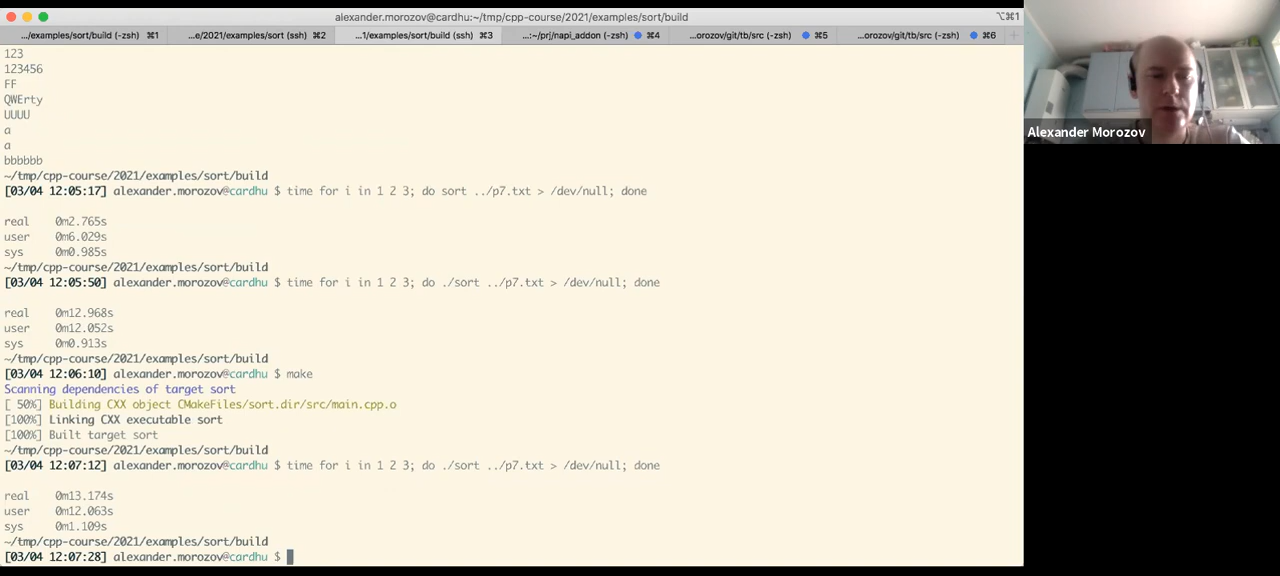 alexander.morozov@cardhu:~/tmp/cpp-course/2021/examples/sort/build
⌥⌘1
.../examples/sort/build (-zsh) ⌘1
...e/2021/examples/sort (ssh) ⌘2
...1/examples/sort/build (ssh) ⌘3
...:~/prj/napi_addon (-zsh) ⌘4
...orozov/git/tb/src (-zsh) ⌘5
...orozov/git/tb/src (-zsh) ⌘6
123
123456
FF
QWErty
UUUU
a
a
bbbbbb
~/tmp/cpp-course/2021/examples/sort/build
[03/04 12:05:17] alexander.morozov@cardhu $ time for i in 1 2 3; do sort ../p7.txt > /dev/null; done
real 0m2.765s
user 0m6.029s
sys 0m0.985s
~/tmp/cpp-course/2021/examples/sort/build
[03/04 12:05:50] alexander.morozov@cardhu $ time for i in 1 2 3; do ./sort ../p7.txt > /dev/null; done
real 0m12.968s
user 0m12.052s
sys 0m0.913s
~/tmp/cpp-course/2021/examples/sort/build
[03/04 12:06:10] alexander.morozov@cardhu $ make
Scanning dependencies of target sort
[ 50%] Building CXX object CMakeFiles/sort.dir/src/main.cpp.o
[100%] Linking CXX executable sort
[100%] Built target sort
~/tmp/cpp-course/2021/examples/sort/build
[03/04 12:07:12] alexander.morozov@cardhu $ time for i in 1 2 3; do ./sort ../p7.txt > /dev/null; done
real 0m13.174s
user 0m12.063s
sys 0m1.109s
~/tmp/cpp-course/2021/examples/sort/build
[03/04 12:07:28] alexander.morozov@cardhu $
Alexander Morozov